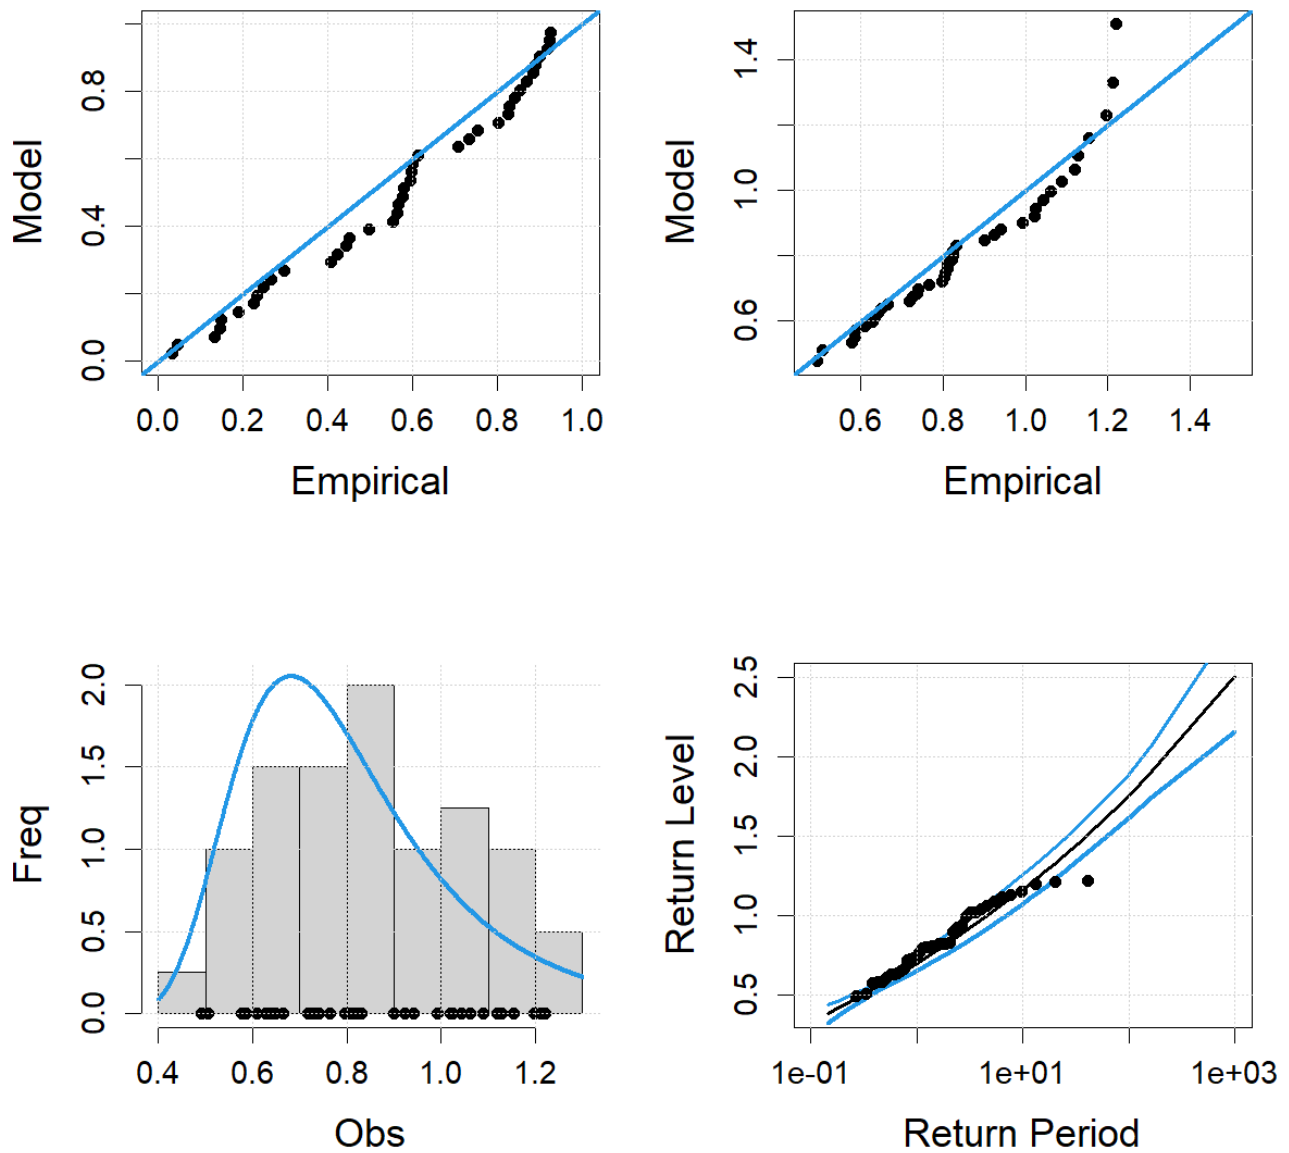 Model
0.0 0.4 0.8
0.0 0.2 0.4 0.6 0.8 1.0
Empirical
Model
0.6 1.0 1.4
0.6 0.8 1.0 1.2 1.4
Empirical
Freq
0.0 0.5 1.0 1.5 2.0
0.4 0.6 0.8 1.0 1.2
Obs
Return Level
0.5 1.0 1.5 2.0 2.5
1e-01 1e+01 1e+03
Return Period